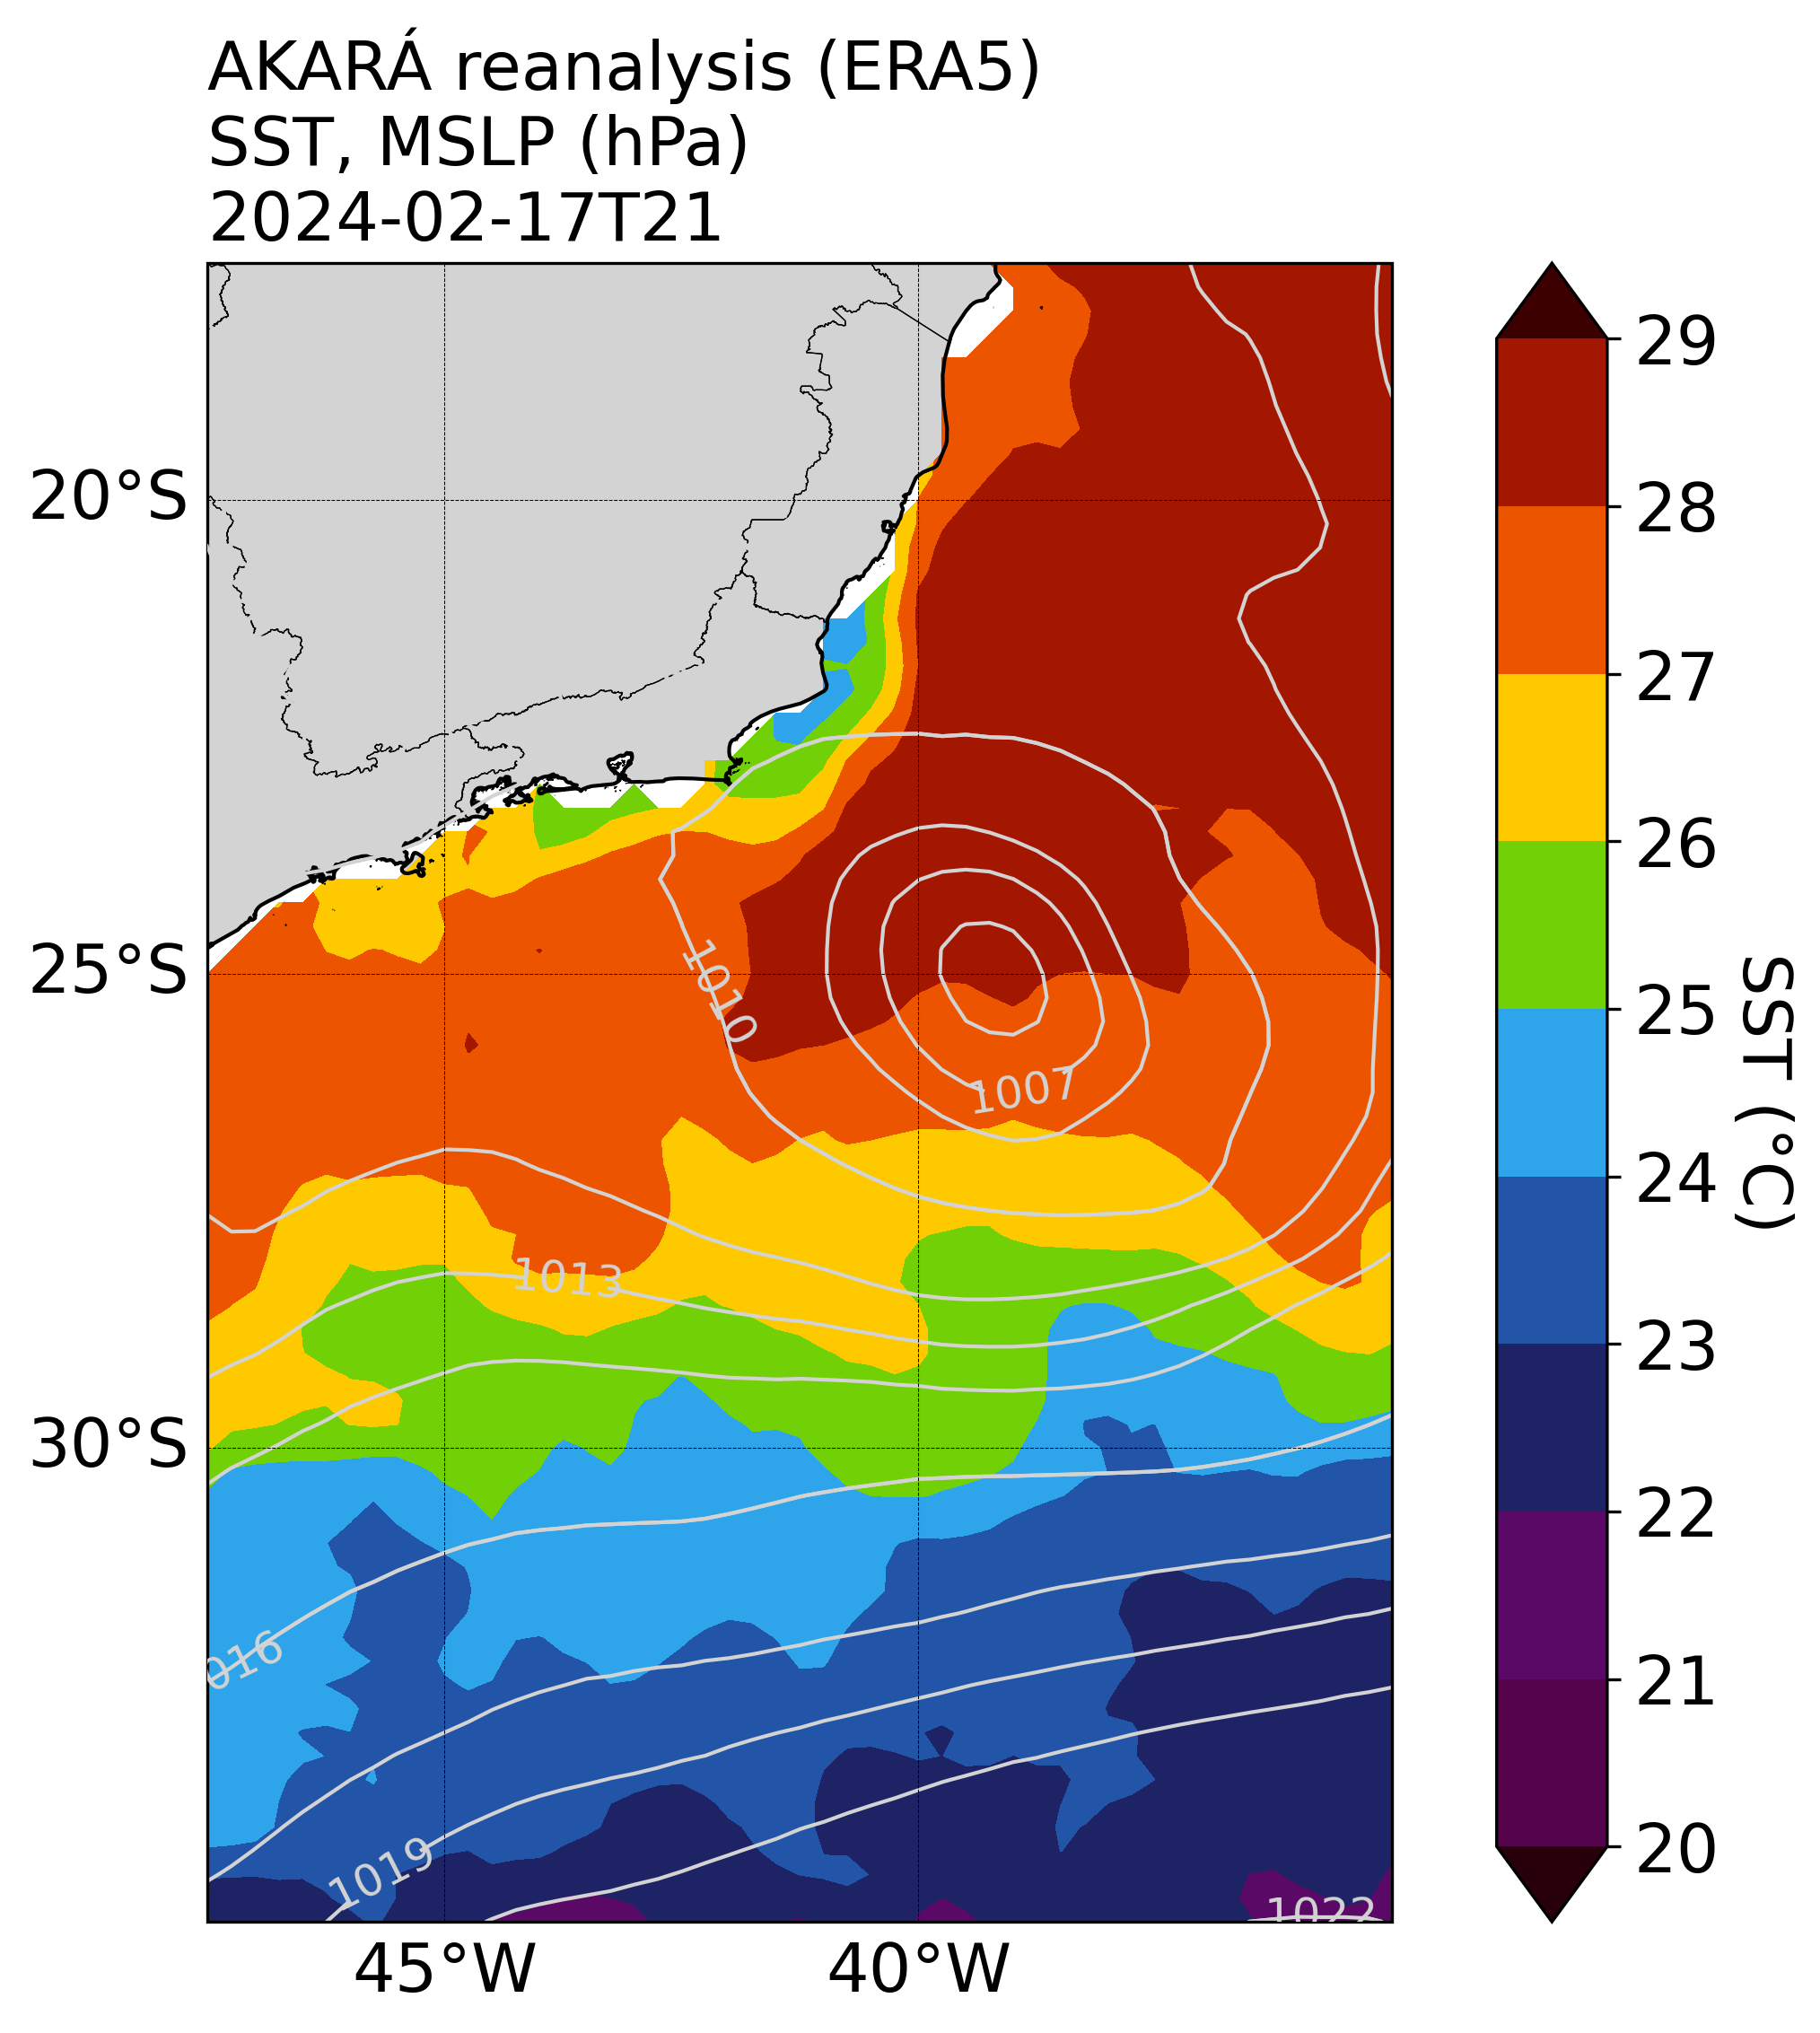 AKARÁ reanalysis (ERA5)
SST, MSLP (hPa)
2024-02-17T21
20°S
25°S
30°S
45°W
40°W
1010
1007
1013
016
1019
1022
29
28
27
26
25
24
23
22
21
20
SST (°C)